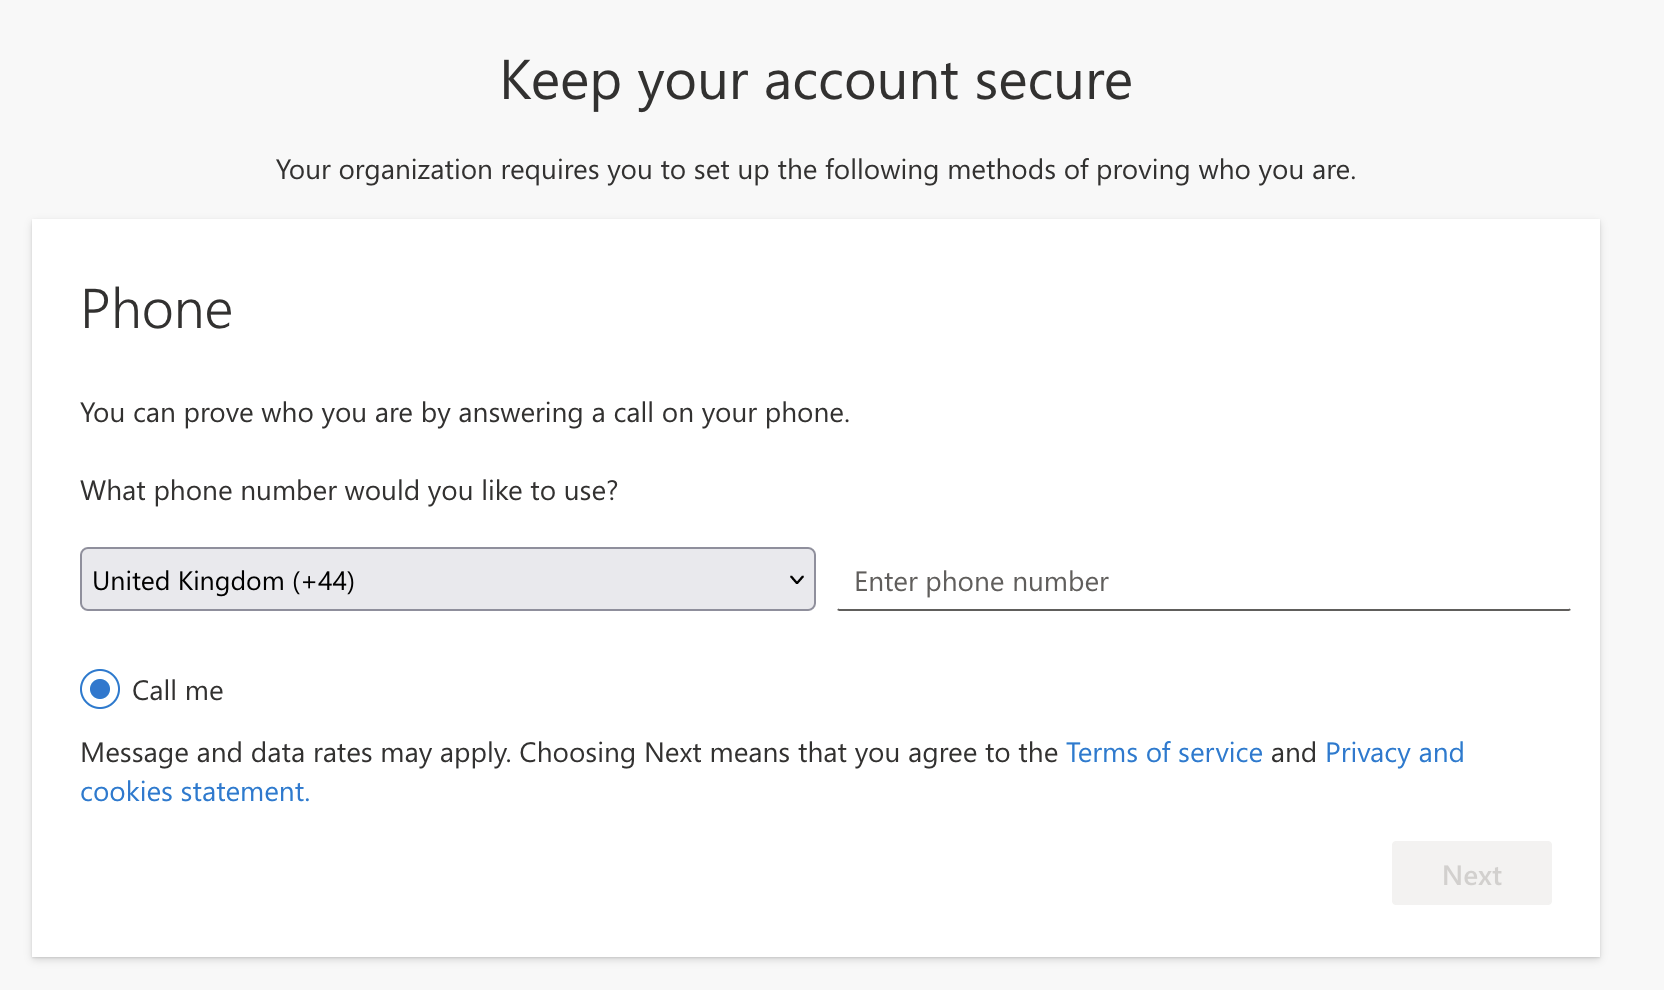 Keep your account secure
Your organization requires you to set up the following methods of proving who you are.
Phone
You can prove who you are by answering a call on your phone.
What phone number would you like to use?
United Kingdom (+44)
Enter phone number
Call me
Message and data rates may apply. Choosing Next means that you agree to the Terms of service and Privacy and
cookies statement.
Next